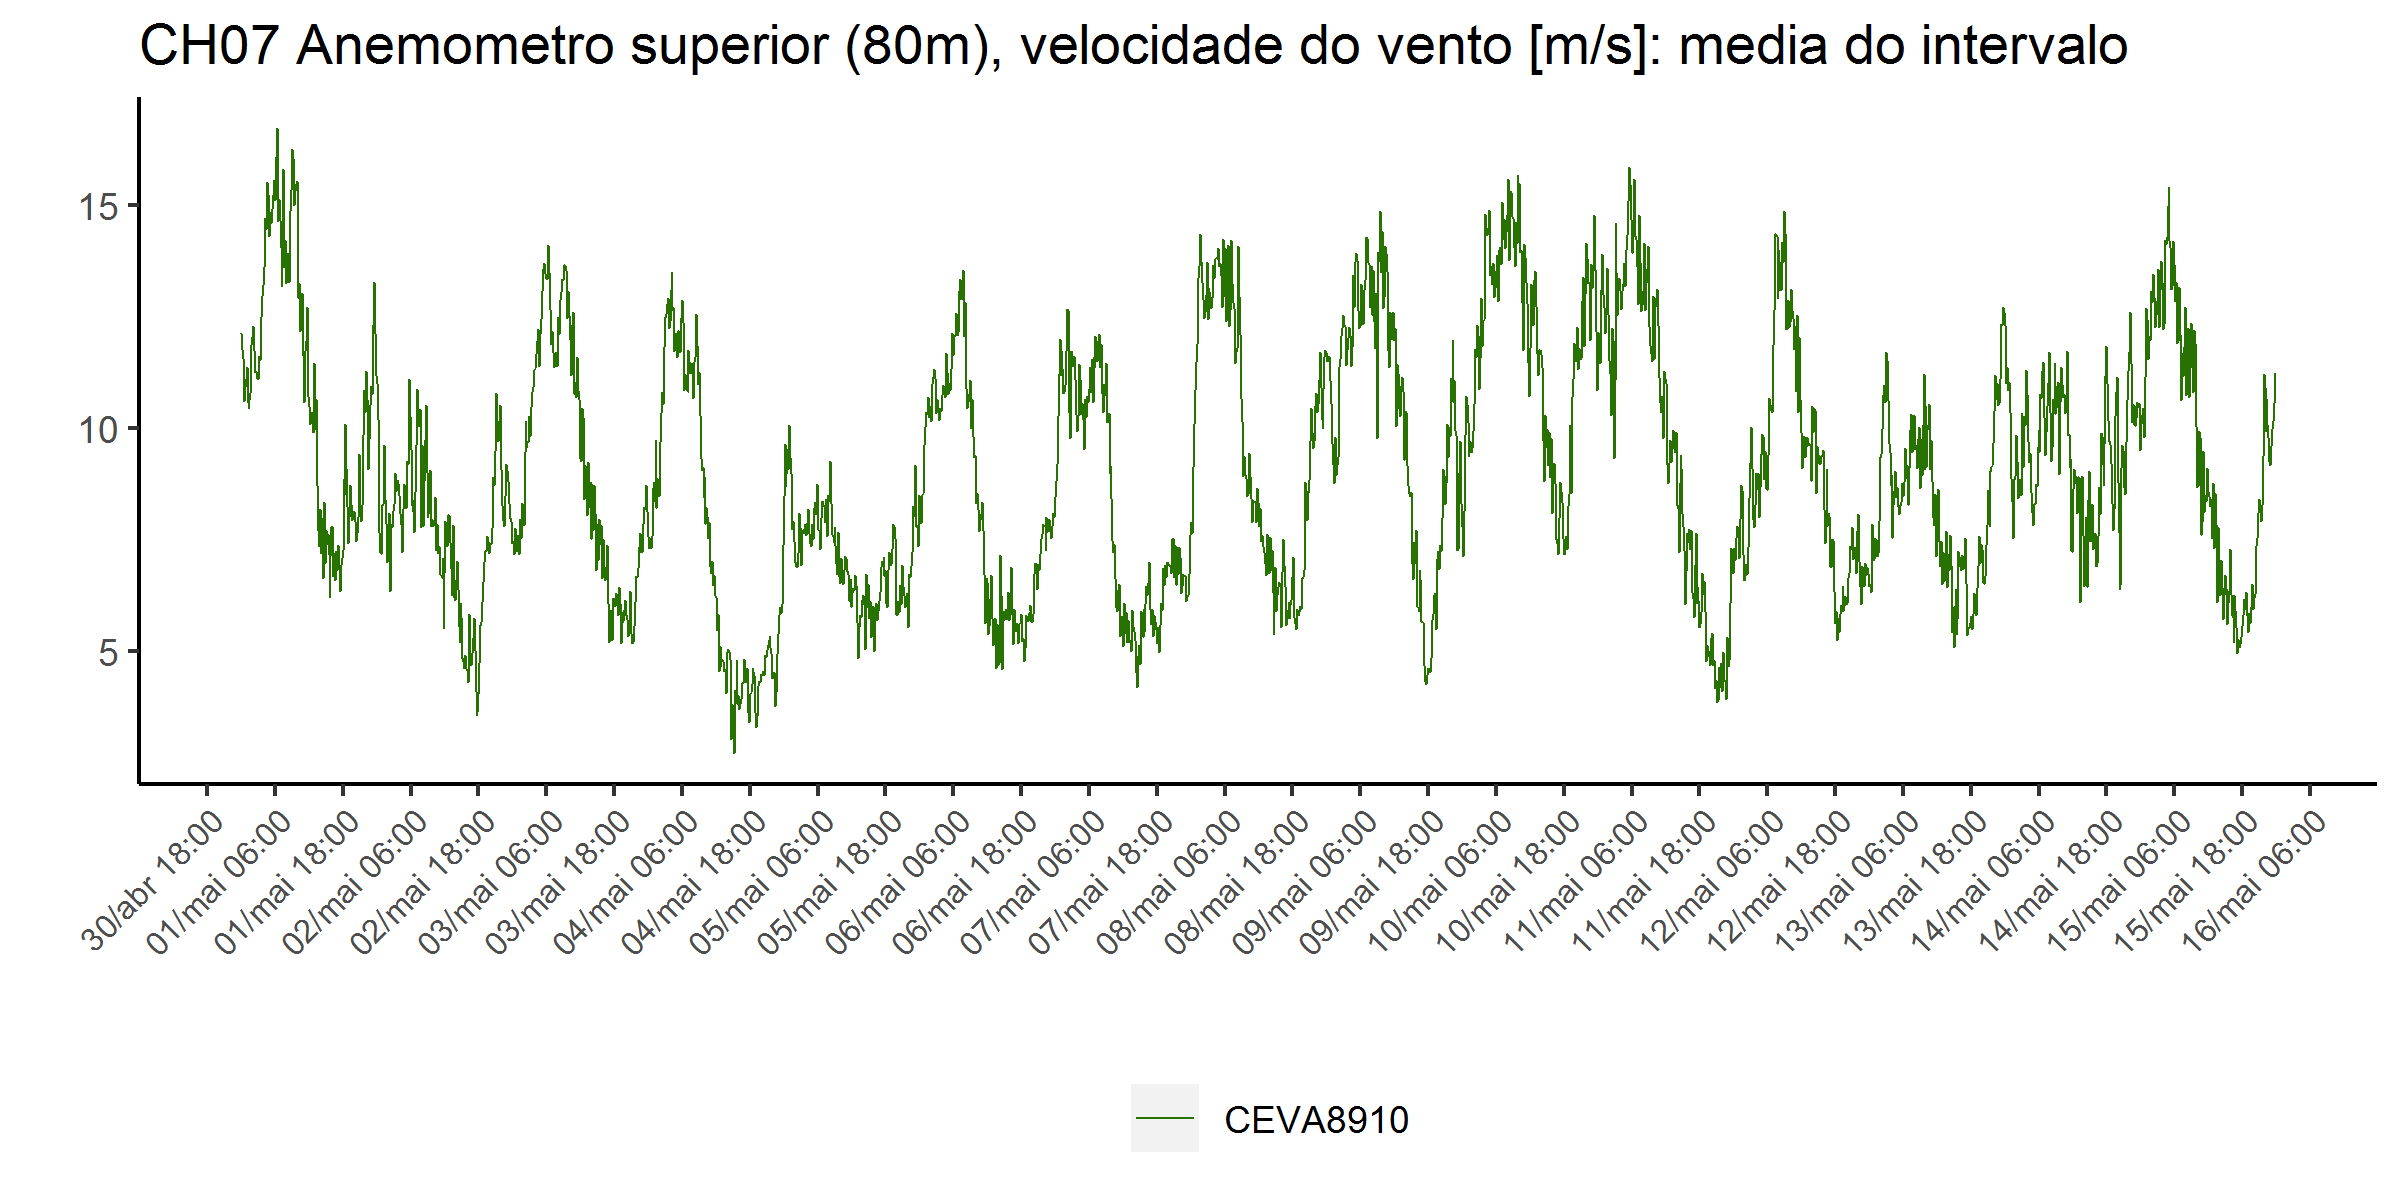 CH07 Anemometro superior (80m), velocidade do vento [m/s]: media do intervalo
15
10
5
30/abr 18:00
01/mai 06:00
01/mai 18:00
02/mai 06:00
02/mai 18:00
03/mai 06:00
03/mai 18:00
04/mai 06:00
04/mai 18:00
05/mai 06:00
05/mai 18:00
06/mai 06:00
06/mai 18:00
07/mai 06:00
07/mai 18:00
08/mai 06:00
08/mai 18:00
09/mai 06:00
09/mai 18:00
10/mai 06:00
10/mai 18:00
11/mai 06:00
11/mai 18:00
12/mai 06:00
12/mai 18:00
13/mai 06:00
13/mai 18:00
14/mai 06:00
14/mai 18:00
15/mai 06:00
15/mai 18:00
16/mai 06:00
CEVA8910